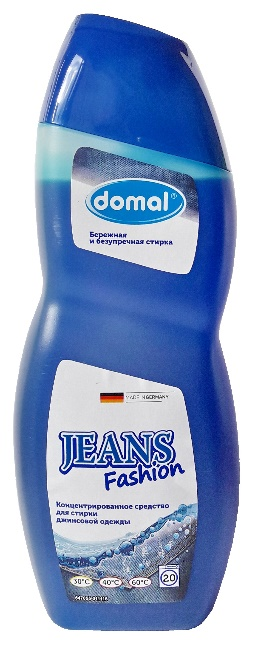 domal®
Бережная
и безупречная стирка
MADE IN GERMANY
JEANS
Fashion
Концентрированное средство
для стирки
джинсовой одежды
30°C 40°C 60°C 20